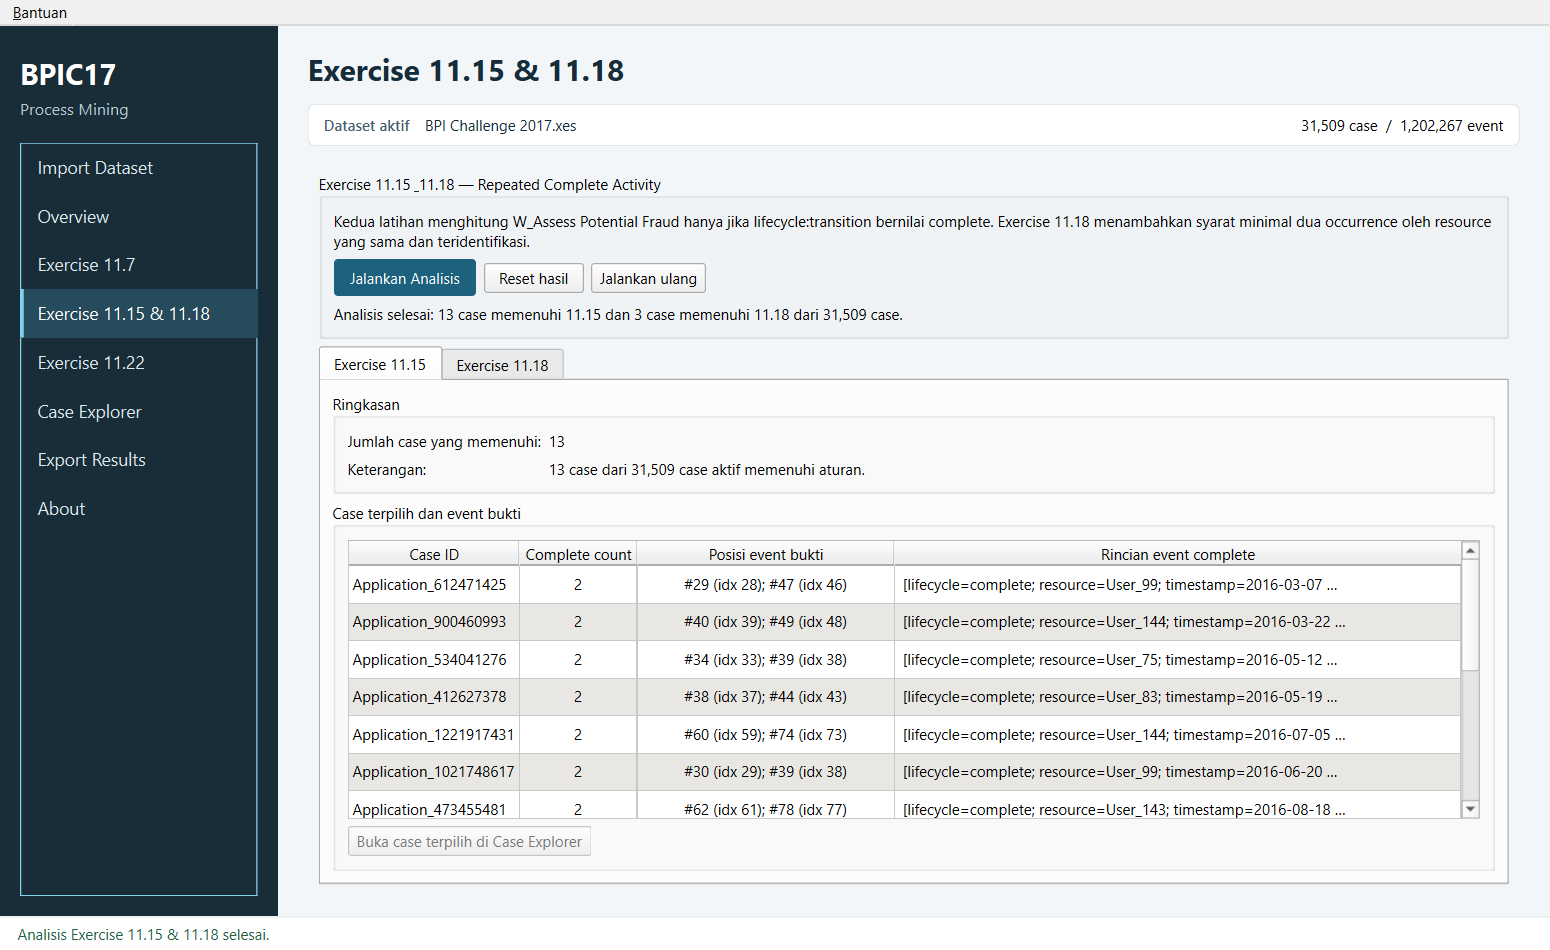 Bantuan
BPIC17
Process Mining
Import Dataset
Overview
Exercise 11.7
Exercise 11.15 & 11.18
Exercise 11.22
Case Explorer
Export Results
About
Exercise 11.15 & 11.18
Dataset aktif BPI Challenge 2017.xes 31,509 case / 1,202,267 event
Exercise 11.15 _11.18 — Repeated Complete Activity
Kedua latihan menghitung W_Assess Potential Fraud hanya jika lifecycle:transition bernilai complete. Exercise 11.18 menambahkan syarat minimal dua occurrence oleh resource
yang sama dan teridentifikasi.
Jalankan Analisis Reset hasil Jalankan ulang
Analisis selesai: 13 case memenuhi 11.15 dan 3 case memenuhi 11.18 dari 31,509 case.
Exercise 11.15 Exercise 11.18
Ringkasan
Jumlah case yang memenuhi: 13
Keterangan: 13 case dari 31,509 case aktif memenuhi aturan.
Case terpilih dan event bukti
Case ID Complete count Posisi event bukti Rincian event complete
Application_612471425 2 #29 (idx 28); #47 (idx 46) [lifecycle=complete; resource=User_99; timestamp=2016-03-07 ...
Application_900460993 2 #40 (idx 39); #49 (idx 48) [lifecycle=complete; resource=User_144; timestamp=2016-03-22 ...
Application_534041276 2 #34 (idx 33); #39 (idx 38) [lifecycle=complete; resource=User_75; timestamp=2016-05-12 ...
Application_412627378 2 #38 (idx 37); #44 (idx 43) [lifecycle=complete; resource=User_83; timestamp=2016-05-19 ...
Application_1221917431 2 #60 (idx 59); #74 (idx 73) [lifecycle=complete; resource=User_144; timestamp=2016-07-05 ...
Application_1021748617 2 #30 (idx 29); #39 (idx 38) [lifecycle=complete; resource=User_99; timestamp=2016-06-20 ...
Application_473455481 2 #62 (idx 61); #78 (idx 77) [lifecycle=complete; resource=User_143; timestamp=2016-08-18 ...
Buka case terpilih di Case Explorer
Analisis Exercise 11.15 & 11.18 selesai.